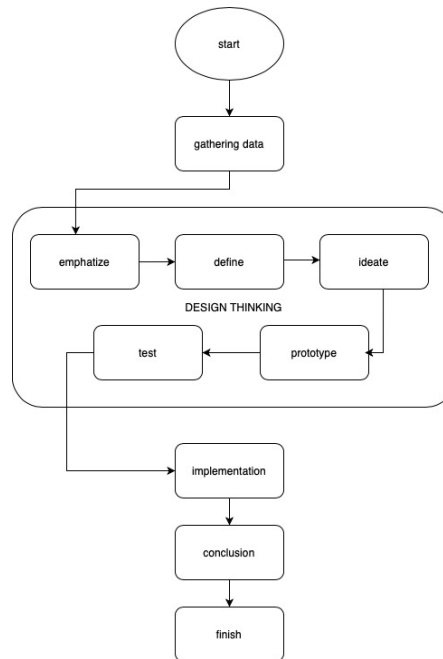 start
gathering data
emphatize
define
ideate
DESIGN THINKING
test
prototype
implementation
conclusion
finish